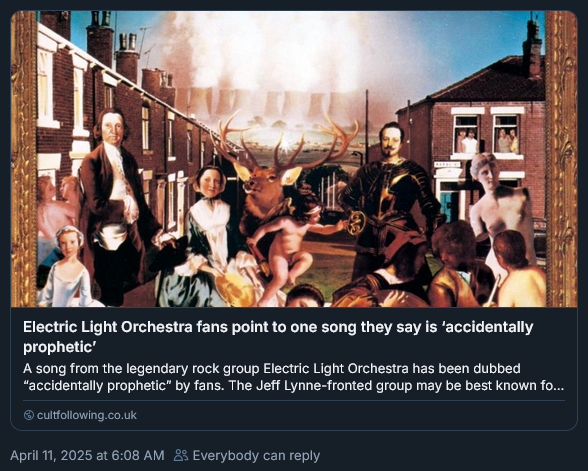 Electric Light Orchestra fans point to one song they say is ‘accidentally
prophetic’
A song from the legendary rock group Electric Light Orchestra has been dubbed
“accidentally prophetic” by fans. The Jeff Lynne-fronted group may be best known fo...
cultfollowing.co.uk
April 11, 2025 at 6:08 AM Everybody can reply